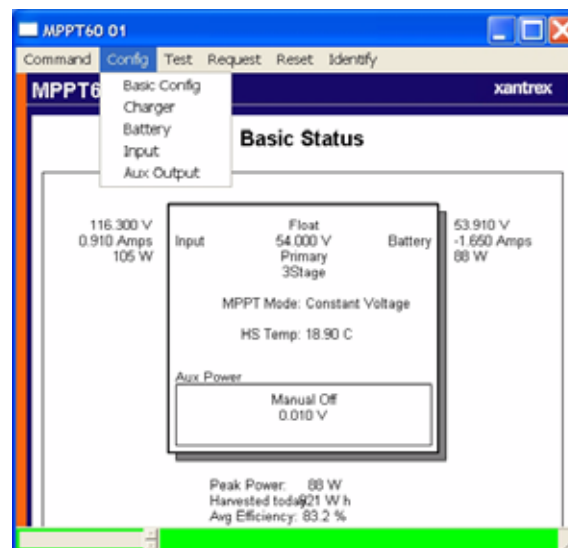 MPPT60 01
Command Config Test Request Reset Identify
MPPT6
xantrex
Basic Config
Charger
Battery
Input
Aux Output
Basic Status
116.300 V
0.910 Amps
105 W
Input
Float
54.000 V
Primary
3Stage
Battery
53.910 V
-1.650 Amps
88 W
MPPT Mode: Constant Voltage
HS Temp: 18.90 C
Aux Power
Manual Off
0.010 V
Peak Power: 88 W
Harvested today 921 W h
Avg Efficiency: 83.2 %